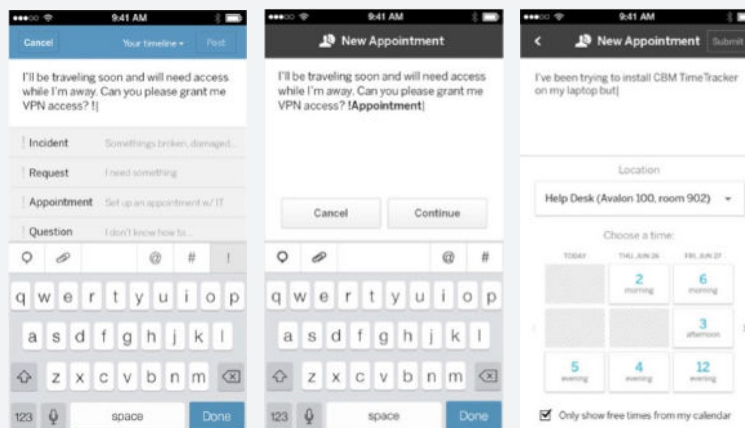 9:41 AM
Cancel Your timeline Post
I'll be traveling soon and will need access
while I'm away. Can you please grant me
VPN access? !
! Incident Somethings broken, damaged...
! Request I need something
! Appointment Set up an appointment w/ IT
! Question I don't know how to...
@ # !
q w e r t y u i o p
a s d f g h j k l
z x c v b n m
123 space Done
9:41 AM
New Appointment
I'll be traveling soon and will need access
while I'm away. Can you please grant me
VPN access? !Appointment
Cancel Continue
@ #
q w e r t y u i o p
a s d f g h j k l
z x c v b n m
123 space Done
9:41 AM
New Appointment Submit
I've been trying to install CBM TimeTracker
on my laptop but
Location
Help Desk (Avalon 100, room 902)
Choose a time:
TODAY THU, JUN 26 FRI, JUN 27
2 6
morning morning
3
afternoon
5 4 12
evening evening evening
Only show free times from my calendar